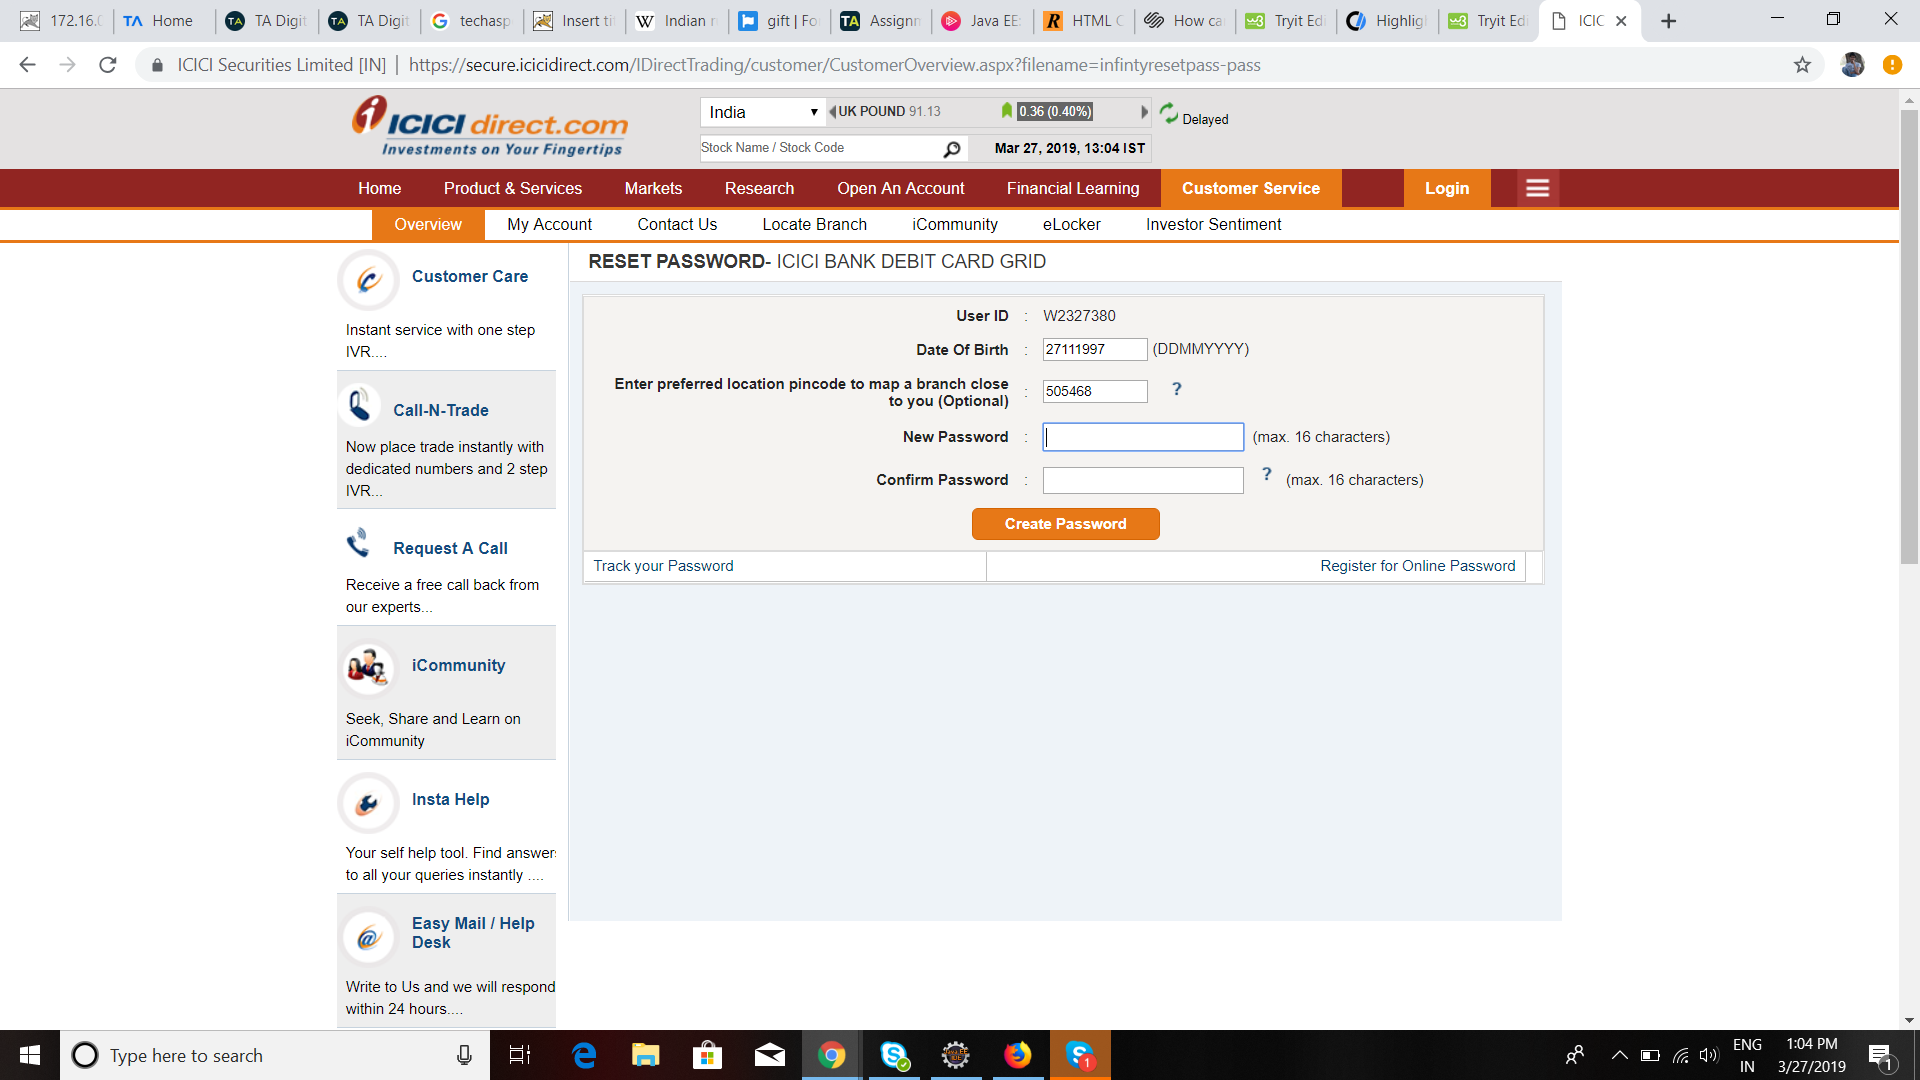 172.16.0
TA Home
TA TA Digit
TA TA Digit
G techasp
Insert ti
W Indian r
gift | Fo
TA Assignm
Java EE
R HTML C
How ca
w3 Tryit Edi
Highlig
w3 Tryit Edi
ICIC
ICICI Securities Limited [IN] | https://secure.icicidirect.com/IDirectTrading/customer/CustomerOverview.aspx?filename=infintyresetpass-pass
ICICI direct.com
Investments on Your Fingertips
India
UK POUND 91.13 0.36 (0.40%)
Delayed
Stock Name / Stock Code
Mar 27, 2019, 13:04 IST
Home Product & Services Markets Research Open An Account Financial Learning Customer Service Login
Overview My Account Contact Us Locate Branch iCommunity eLocker Investor Sentiment
Customer Care
Instant service with one step
IVR....
Call-N-Trade
Now place trade instantly with
dedicated numbers and 2 step
IVR...
Request A Call
Receive a free call back from
our experts...
iCommunity
Seek, Share and Learn on
iCommunity
Insta Help
Your self help tool. Find answer
to all your queries instantly ....
Easy Mail / Help
Desk
Write to Us and we will respond
within 24 hours....
RESET PASSWORD- ICICI BANK DEBIT CARD GRID
User ID : W2327380
Date Of Birth : 27111997 (DDMMYYYY)
Enter preferred location pincode to map a branch close
to you (Optional) : 505468 ?
New Password : (max. 16 characters)
Confirm Password : ? (max. 16 characters)
Create Password
Track your Password
Register for Online Password
Type here to search
ENG
IN
1:04 PM
3/27/2019
1
1